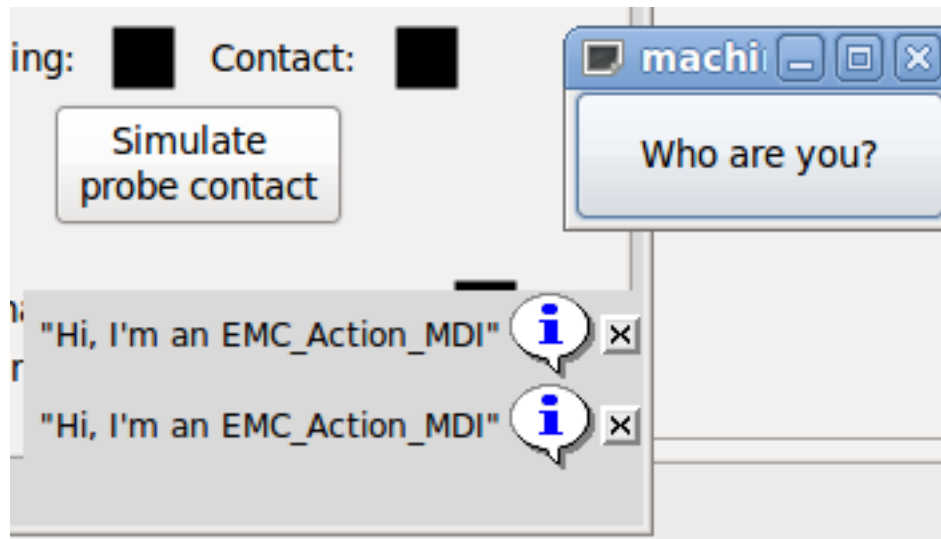 ing:
Contact:
machi
Simulate
probe contact
Who are you?
"Hi, I'm an EMC_Action_MDI"
"Hi, I'm an EMC_Action_MDI"